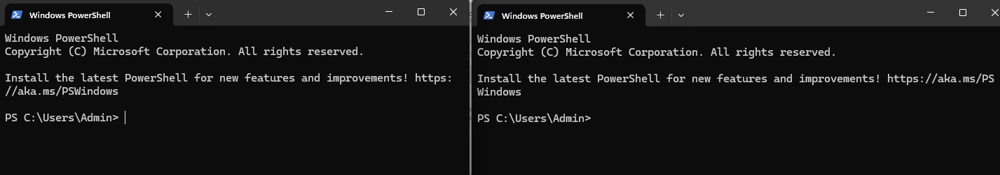 Windows PowerShell
Windows PowerShell
Copyright (C) Microsoft Corporation. All rights reserved.
Install the latest PowerShell for new features and improvements! https:
//aka.ms/PSWindows
PS C:\Users\Admin>
Windows PowerShell
Windows PowerShell
Copyright (C) Microsoft Corporation. All rights reserved.
Install the latest PowerShell for new features and improvements! https://aka.ms/PS
Windows
PS C:\Users\Admin>